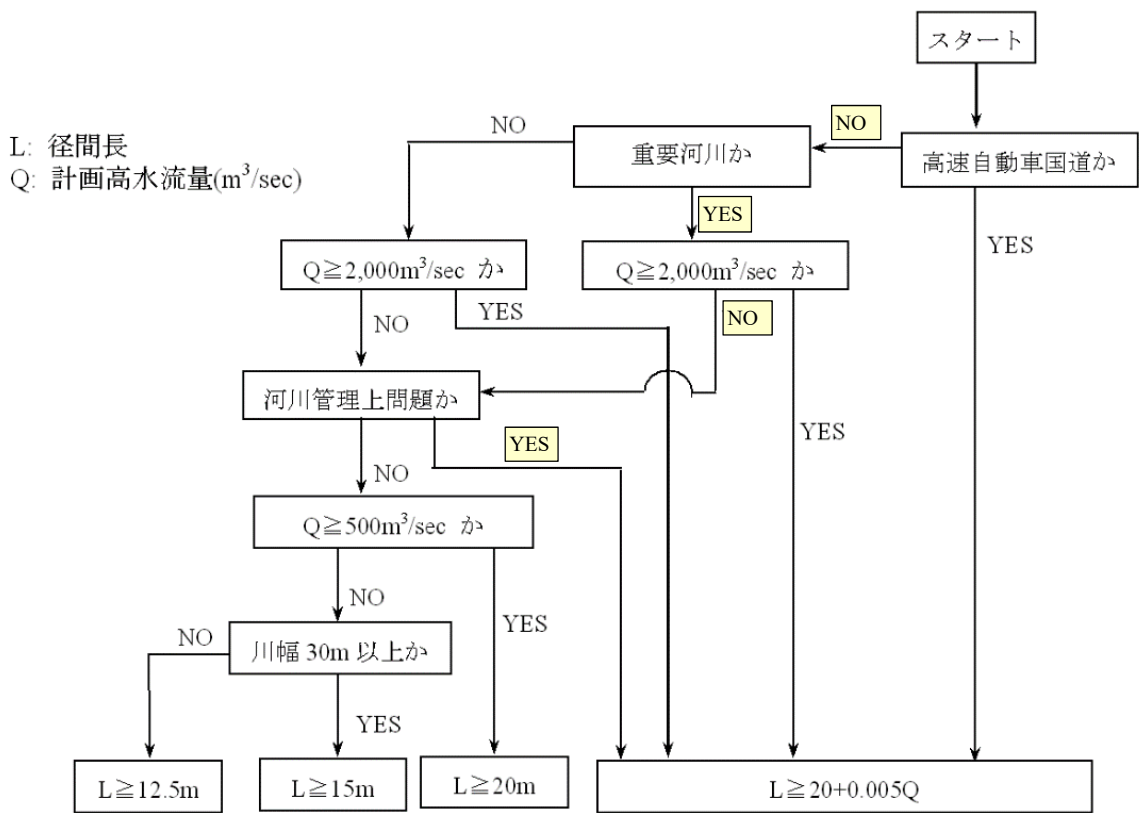 スタート
L: 径間長
Q: 計画高水流量(m³/sec)
NO
NO
重要河川か
高速自動車国道か
YES
YES
Q≧2,000m³/sec か
Q≧2,000m³/sec か
NO
YES
NO
河川管理上問題か
YES
YES
NO
Q≧500m³/sec か
NO
YES
NO
川幅 30m 以上か
YES
L≧12.5m
L≧15m
L≧20m
L≧20+0.005Q